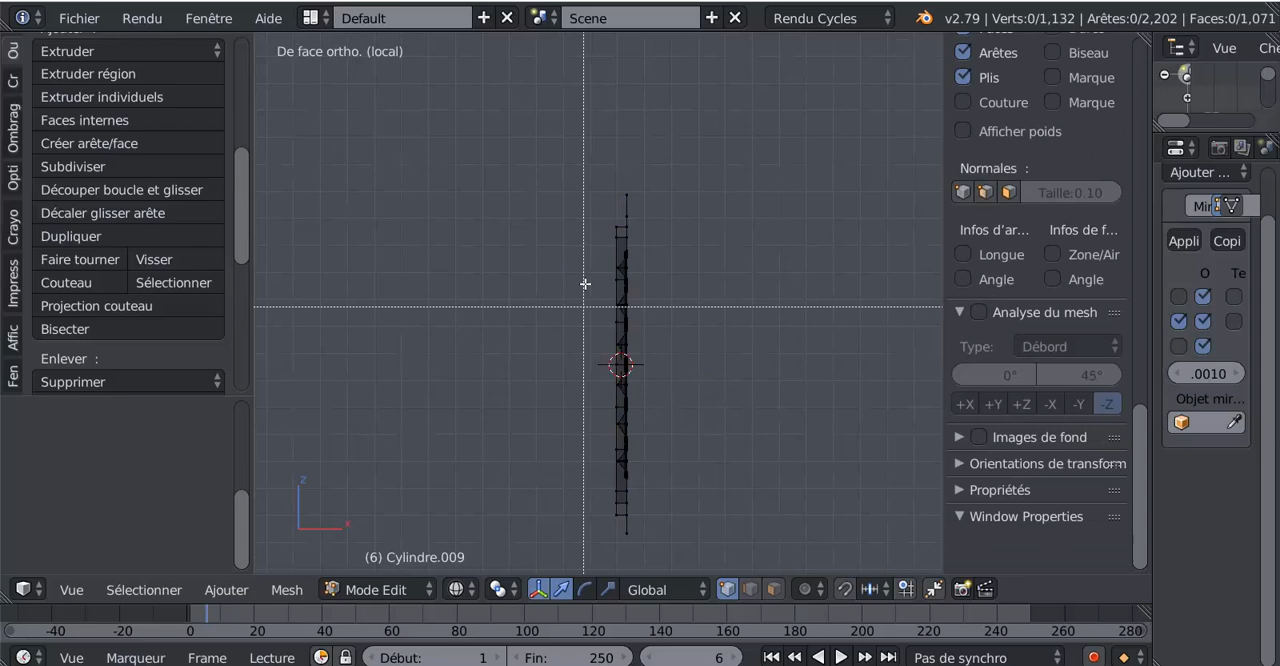 Fichier Rendu Fenêtre Aide Default Scene Rendu Cycles v2.79 | Verts:0/1,132 | Arêtes:0/2,202 | Faces:0/1,071
Ou
Cr
Ombrag
Opti
Crayo
Impress
Affic
Fen
Extruder
Extruder région
Extruder individuels
Faces internes
Créer arête/face
Subdiviser
Découper boucle et glisser
Décaler glisser arête
Dupliquer
Faire tourner Visser
Couteau Sélectionner
Projection couteau
Bisecter
Enlever :
Supprimer
De face ortho. (local)
z
x
(6) Cylindre.009
Arêtes Biseau
Plis Marque
Couture Marque
Afficher poids
Normales :
Taille:0.10
Infos d'ar... Infos de f...
Longue Zone/Air
Angle Angle
Analyse du mesh
Type: Débord
0° 45°
+X +Y +Z -X -Y -Z
Images de fond
Orientations de transform
Propriétés
Window Properties
Vue Che
Ajouter ...
Mir
Appli Copi
O Te
.0010
Objet mir...
Vue Sélectionner Ajouter Mesh Mode Edit Global
-40 -20 0 20 40 60 80 100 120 140 160 180 200 220 240 260 280
Vue Marqueur Frame Lecture Début: 1 Fin: 250 6 Pas de synchro